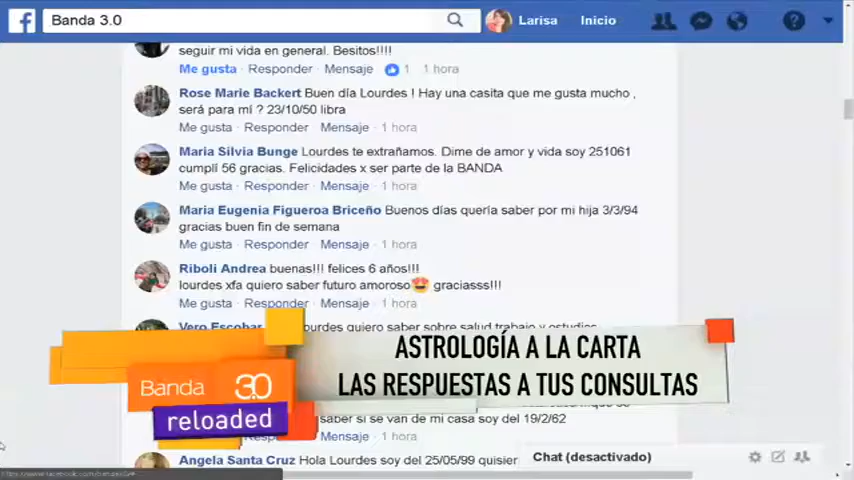 Banda 3.0
Larisa Inicio
seguir mi vida en general. Besitos!!!!
Me gusta · Responder · Mensaje · 1 · 1 hora
Rose Marie Backert Buen día Lourdes ! Hay una casita que me gusta mucho ,
será para mí ? 23/10/50 libra
Me gusta · Responder · Mensaje · 1 hora
Maria Silvia Bunge Lourdes te extrañamos. Dime de amor y vida soy 251061
cumplí 56 gracias. Felicidades x ser parte de la BANDA
Me gusta · Responder · Mensaje · 1 hora
Maria Eugenia Figueroa Briceño Buenos días quería saber por mi hija 3/3/94
gracias buen fin de semana
Me gusta · Responder · Mensaje · 1 hora
Riboli Andrea buenas!!! felices 6 años!!!
lourdes xfa quiero saber futuro amoroso😍 graciasss!!!
Me gusta · Responder · Mensaje · 1 hora
Vero Escobar Lourdes quiero saber sobre salud trabajo y estudios
ASTROLOGÍA A LA CARTA
LAS RESPUESTAS A TUS CONSULTAS
Banda 3.0
reloaded
saber si se van de mi casa soy del 19/2/62
Mensaje · 1 hora
Angela Santa Cruz Hola Lourdes soy del 25/05/99 quisier
Chat (desactivado)